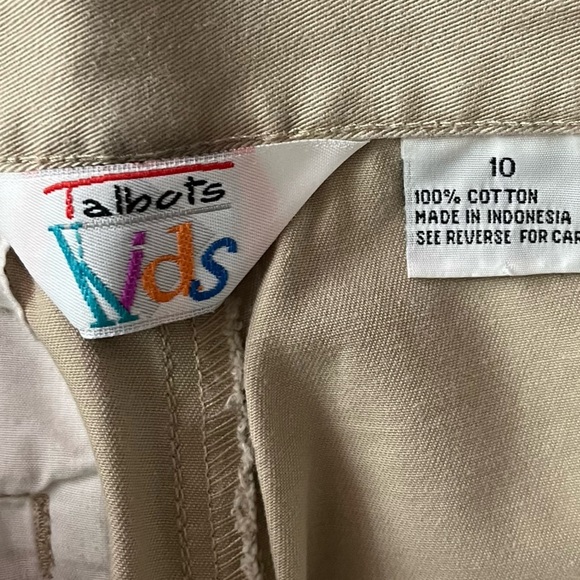 Talbots
Kids
10
100% COTTON
MADE IN INDONESIA
SEE REVERSE FOR CAR